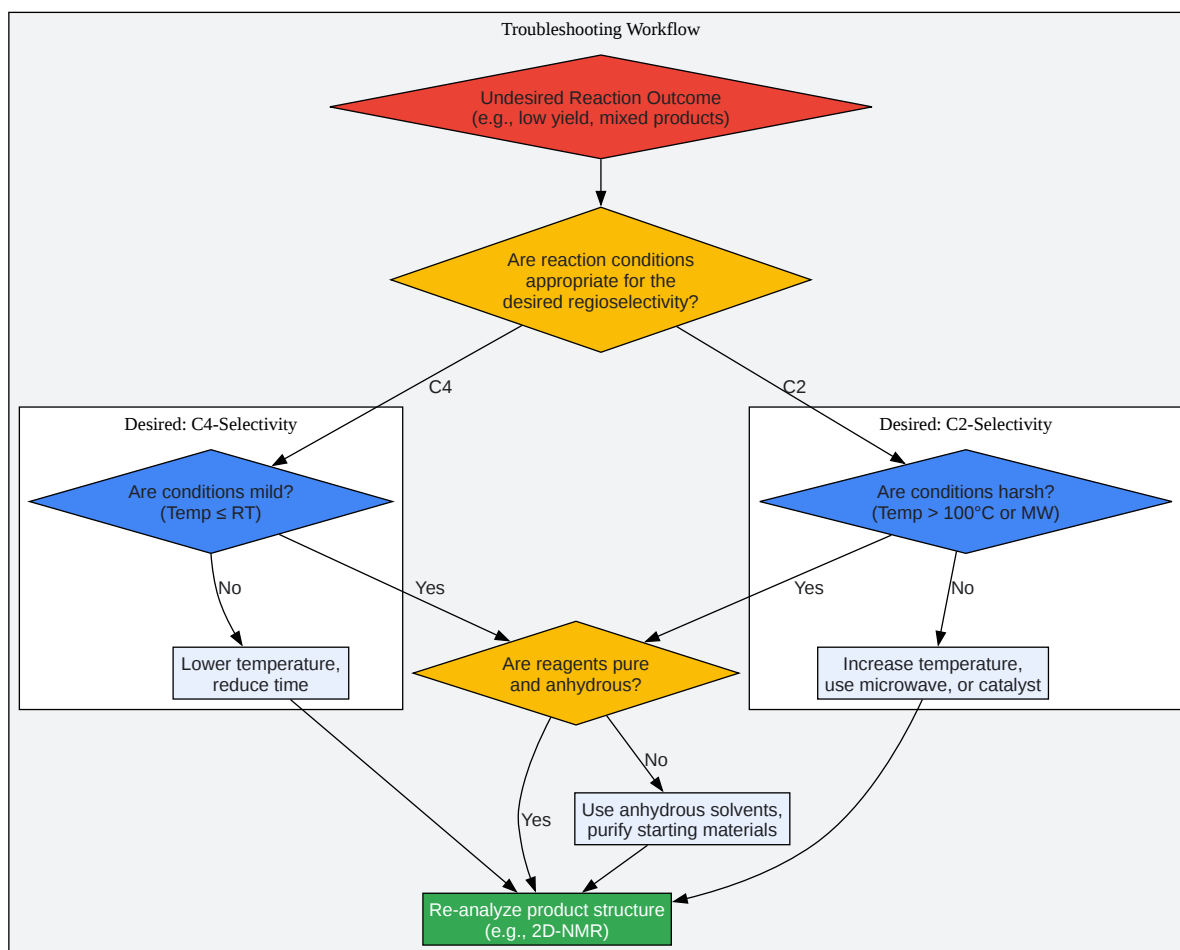 Troubleshooting Workflow
Undesired Reaction Outcome
(e.g., low yield, mixed products)
Are reaction conditions
appropriate for the
desired regioselectivity?
C4
C2
Desired: C4-Selectivity
Desired: C2-Selectivity
Are conditions mild?
(Temp ≤ RT)
Are conditions harsh?
(Temp > 100°C or MW)
No
Yes
Yes
No
Lower temperature,
reduce time
Are reagents pure
and anhydrous?
Increase temperature,
use microwave, or catalyst
No
Yes
Use anhydrous solvents,
purify starting materials
Re-analyze product structure
(e.g., 2D-NMR)